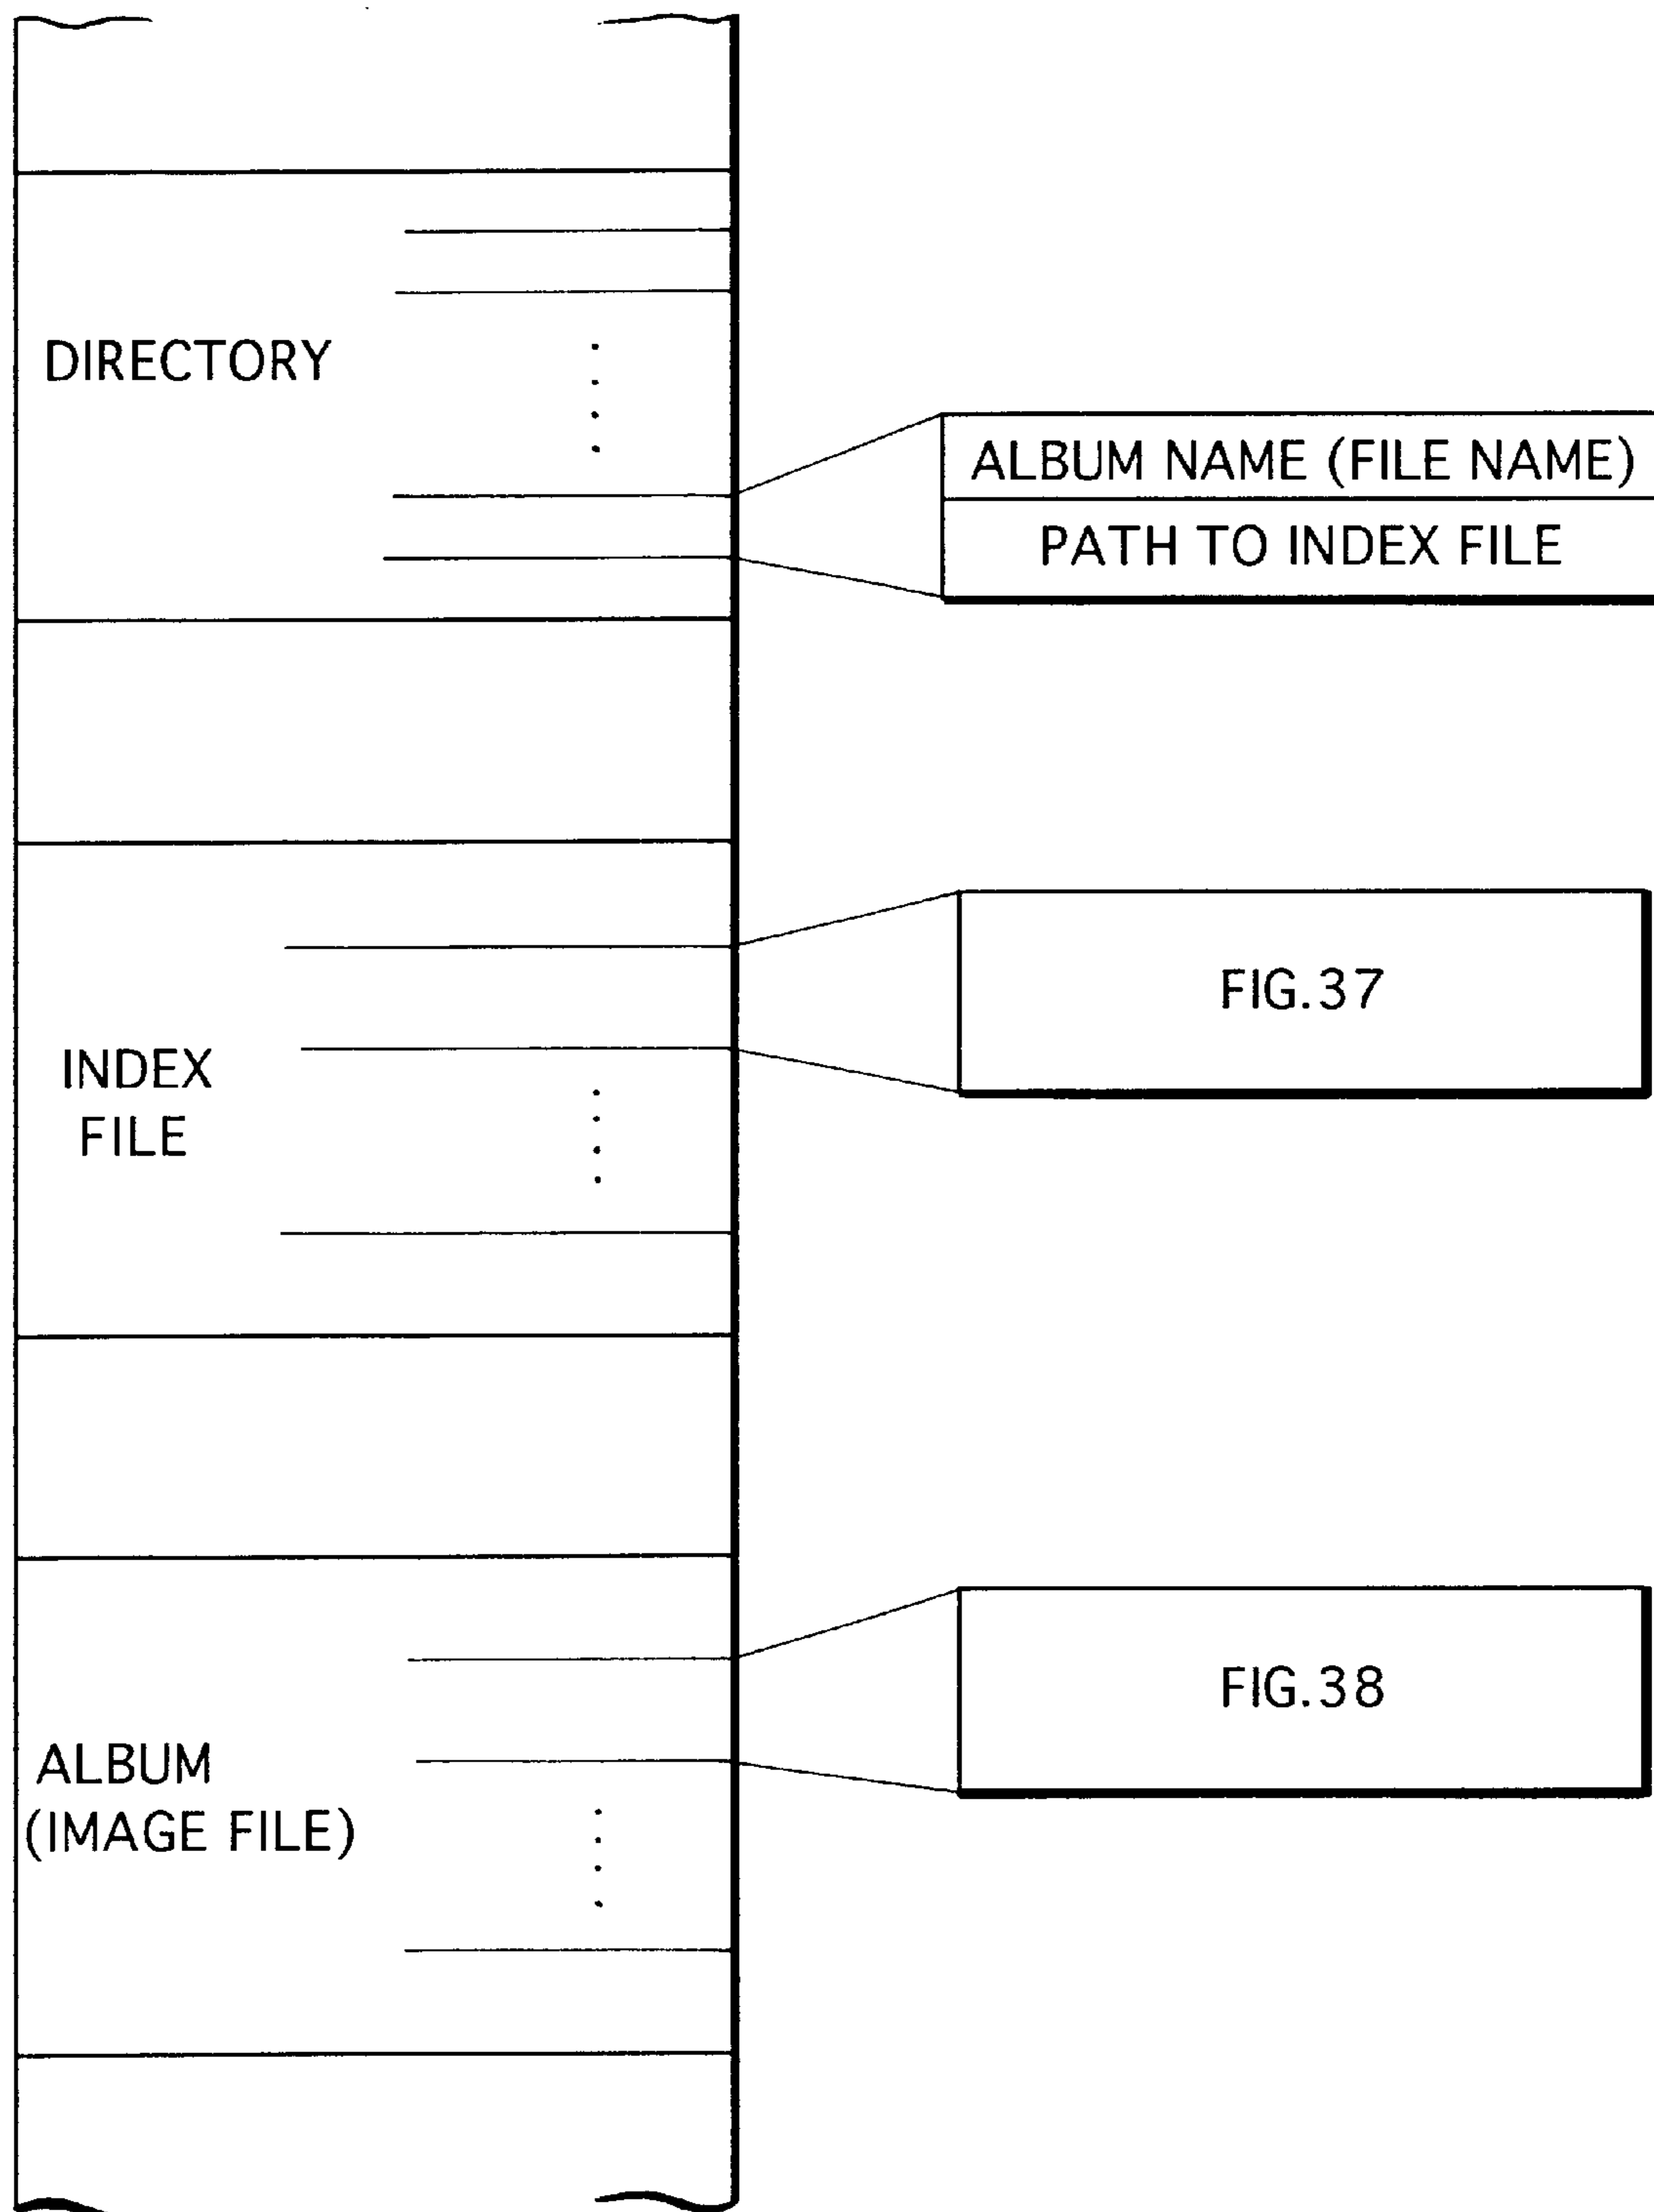 DIRECTORY
ALBUM NAME (FILE NAME)
PATH TO INDEX FILE
INDEX
FILE
FIG.37
ALBUM
(IMAGE FILE)
FIG.38